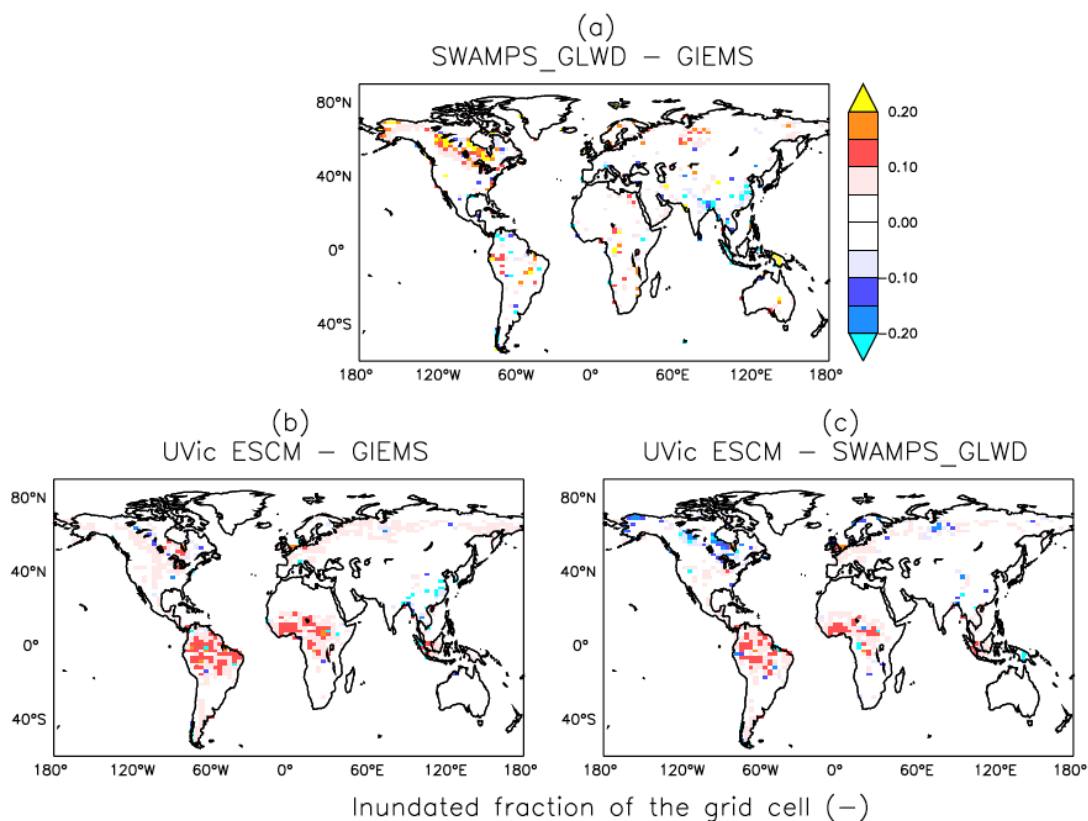 (a)
SWAMPS_GLWD − GIEMS
80°N
40°N
0°
40°S
180° 120°W 60°W 0° 60°E 120°E 180°
0.20
0.10
0.00
−0.10
−0.20
(b)
UVic ESCM − GIEMS
80°N
40°N
0°
40°S
180° 120°W 60°W 0° 60°E 120°E 180°
(c)
UVic ESCM − SWAMPS_GLWD
80°N
40°N
0°
40°S
180° 120°W 60°W 0° 60°E 120°E 180°
Inundated fraction of the grid cell (−)